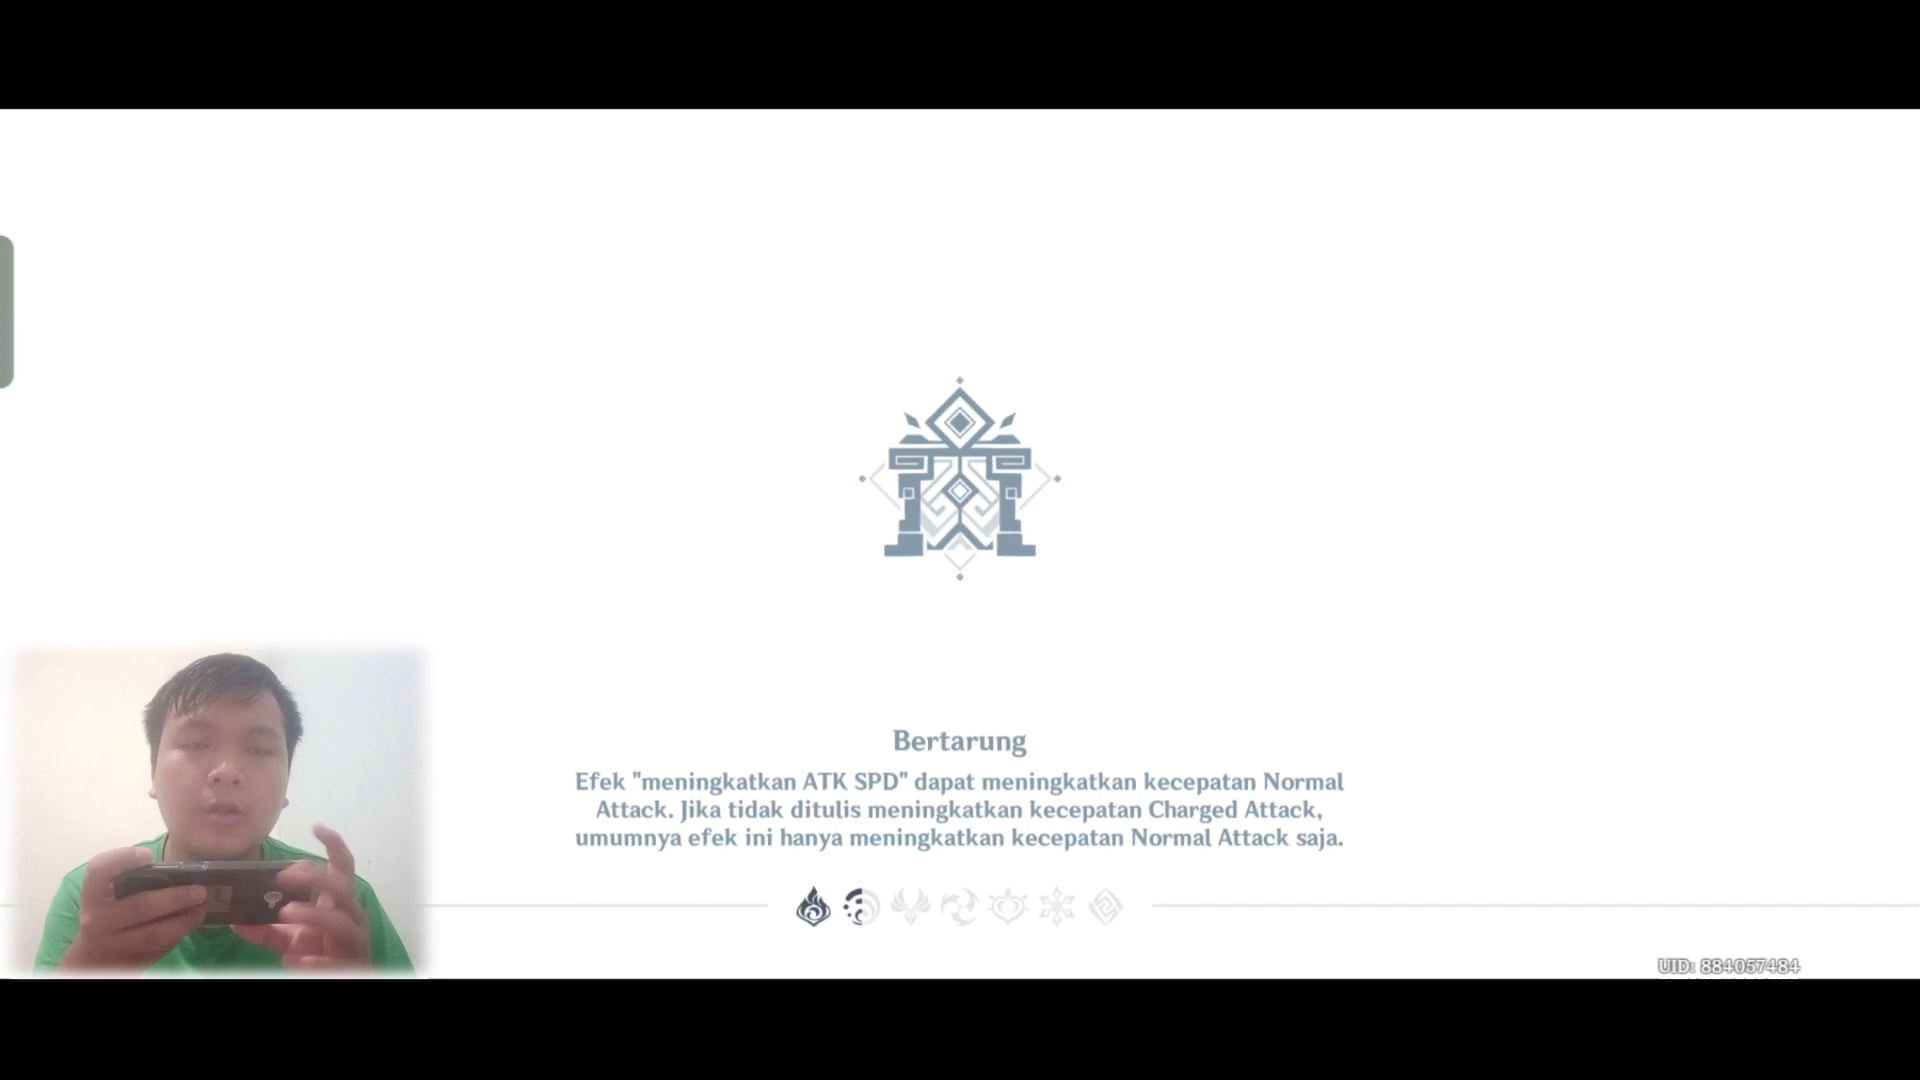 Bertarung
Efek "meningkatkan ATK SPD" dapat meningkatkan kecepatan Normal
Attack. Jika tidak ditulis meningkatkan kecepatan Charged Attack,
umumnya efek ini hanya meningkatkan kecepatan Normal Attack saja.
UID: 884057484